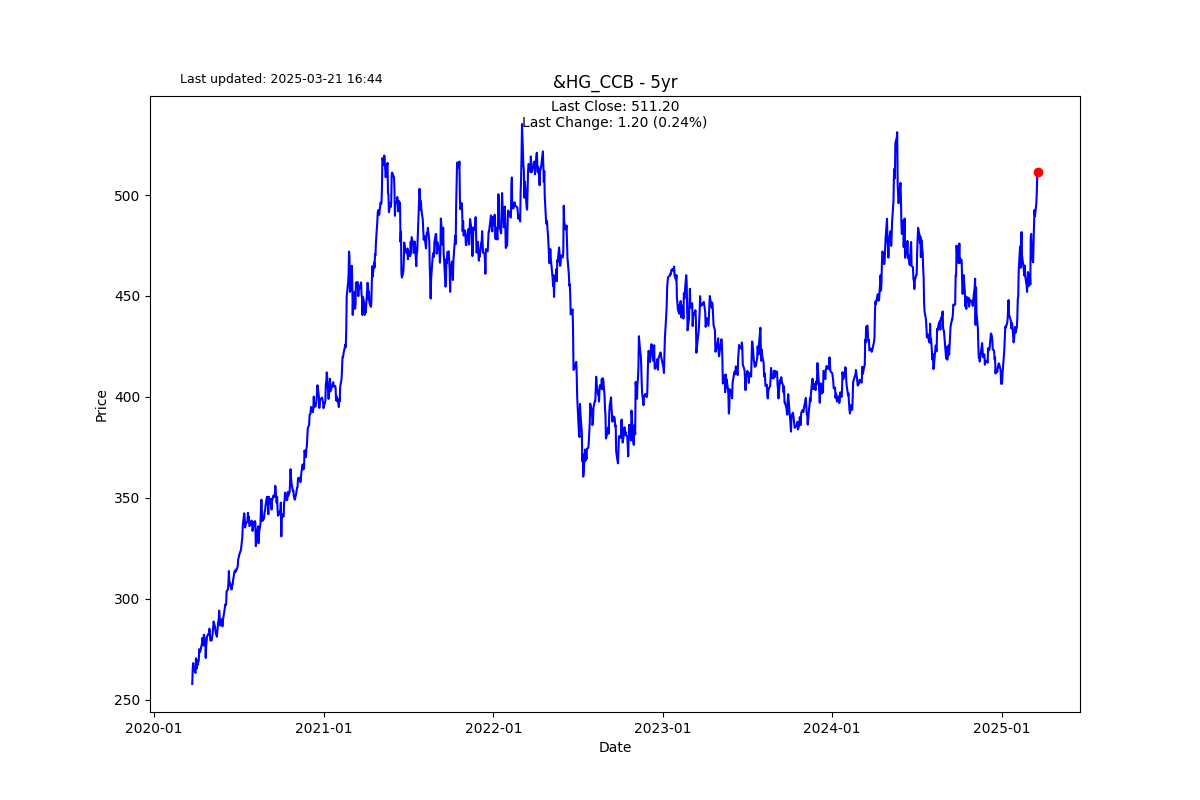 Last updated: 2025-03-21 16:44
&HG_CCB - 5yr
Last Close: 511.20
Last Change: 1.20 (0.24%)
500
450
400
350
300
250
Price
2020-01
2021-01
2022-01
2023-01
2024-01
2025-01
Date